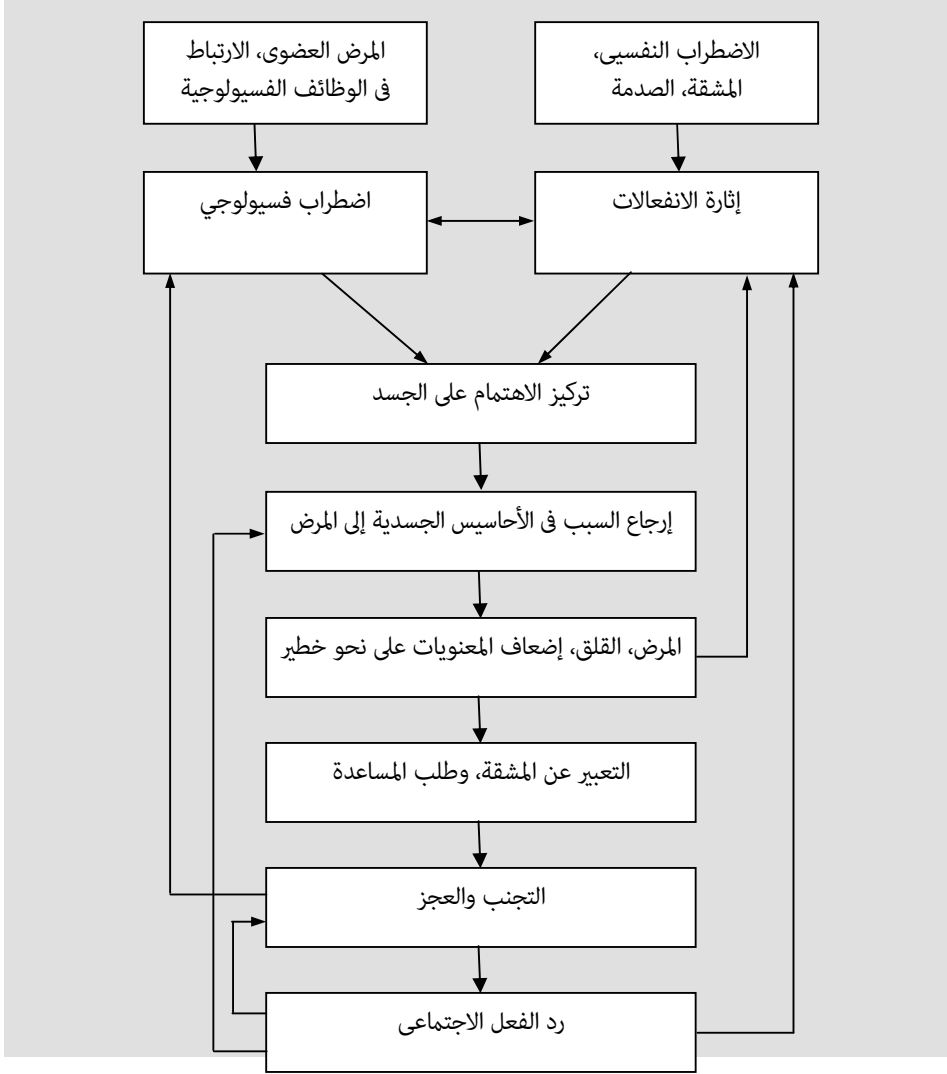 الاضطراب النفسيى،
المشقة، الصدمة
المرض العضوى، الارتباط
فى الوظائف الفسيولوجية
إثارة الانفعالات
اضطراب فسيولوجي
تركيز الاهتمام على الجسد
إرجاع السبب فى الأحاسيس الجسدية إلى المرض
المرض، القلق، إضعاف المعنويات على نحو خطير
التعبير عن المشقة، وطلب المساعدة
التجنب والعجز
رد الفعل الاجتماعى